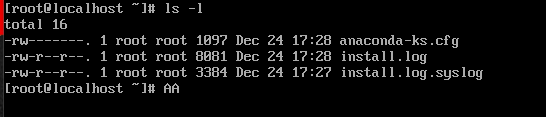 [root@localhost ~]# ls -l
total 16
-rw-------. 1 root root 1097 Dec 24 17:28 anaconda-ks.cfg
-rw-r--r--. 1 root root 8081 Dec 24 17:28 install.log
-rw-r--r--. 1 root root 3384 Dec 24 17:27 install.log.syslog
[root@localhost ~]# AA